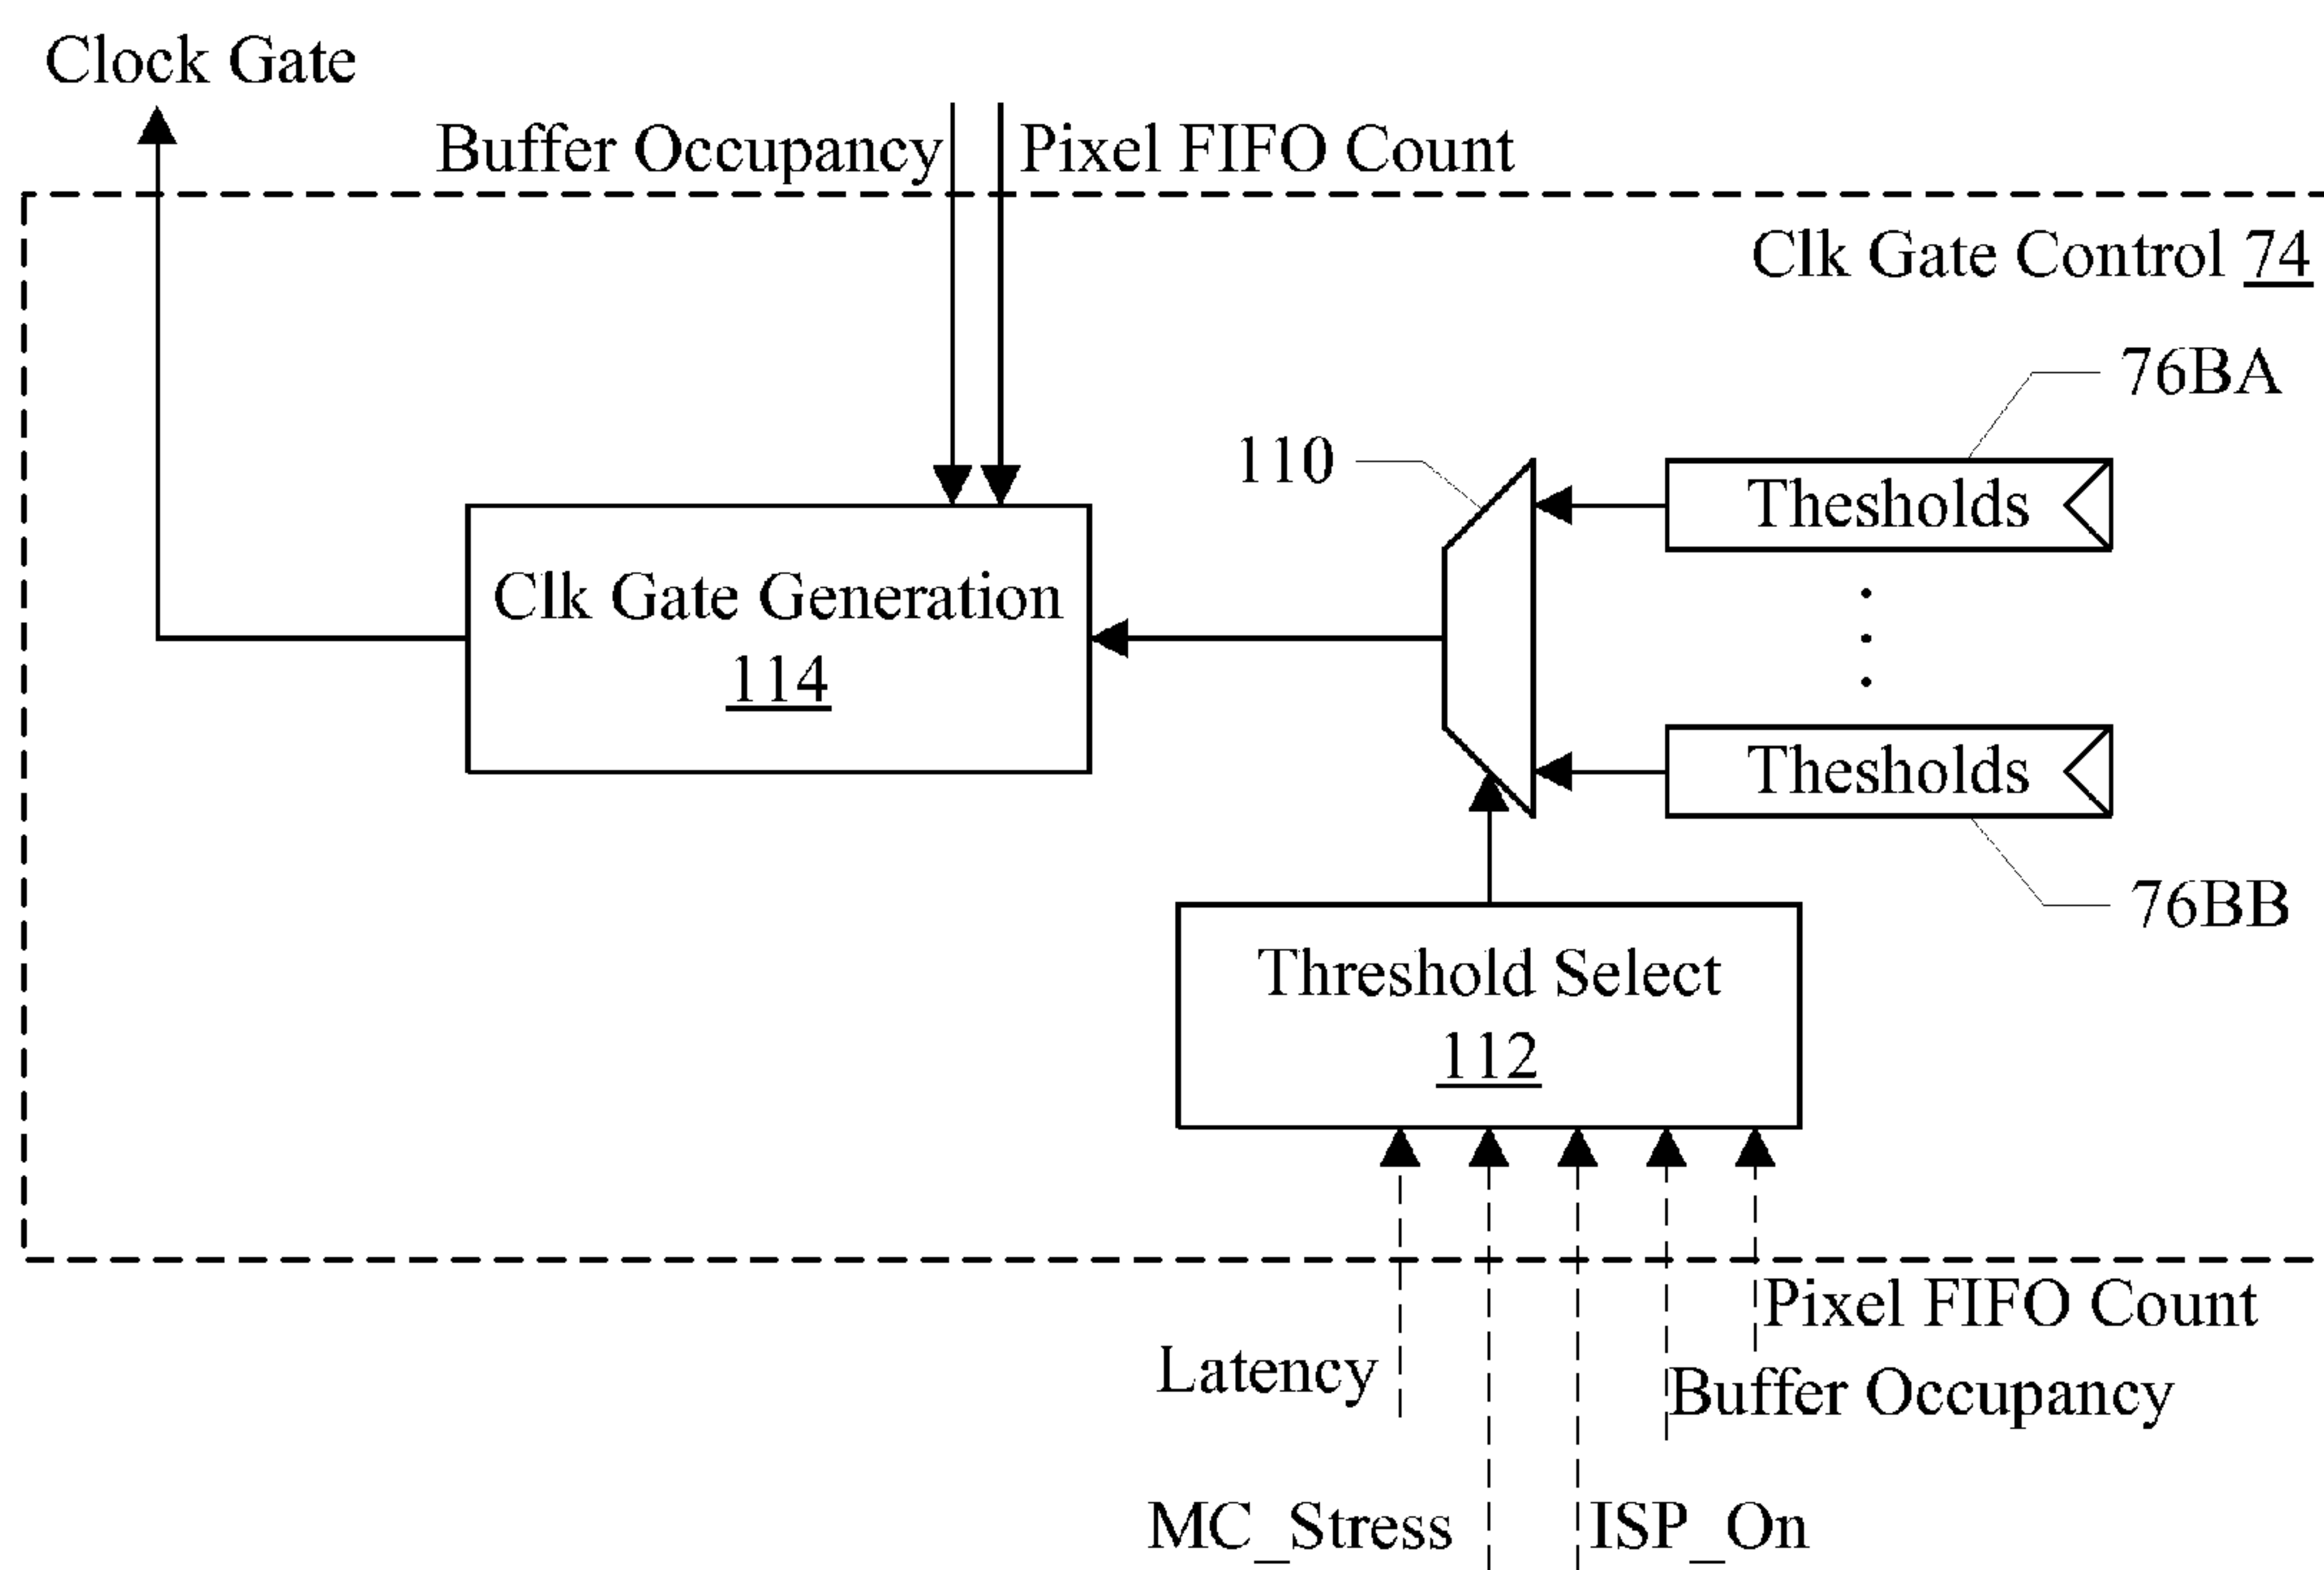 Clock Gate
Buffer Occupancy
Pixel FIFO Count
Clk Gate Control 74
76BA
110
Thesholds
Clk Gate Generation
114
Thesholds
76BB
Threshold Select
112
Pixel FIFO Count
Latency
Buffer Occupancy
MC_Stress
ISP_On